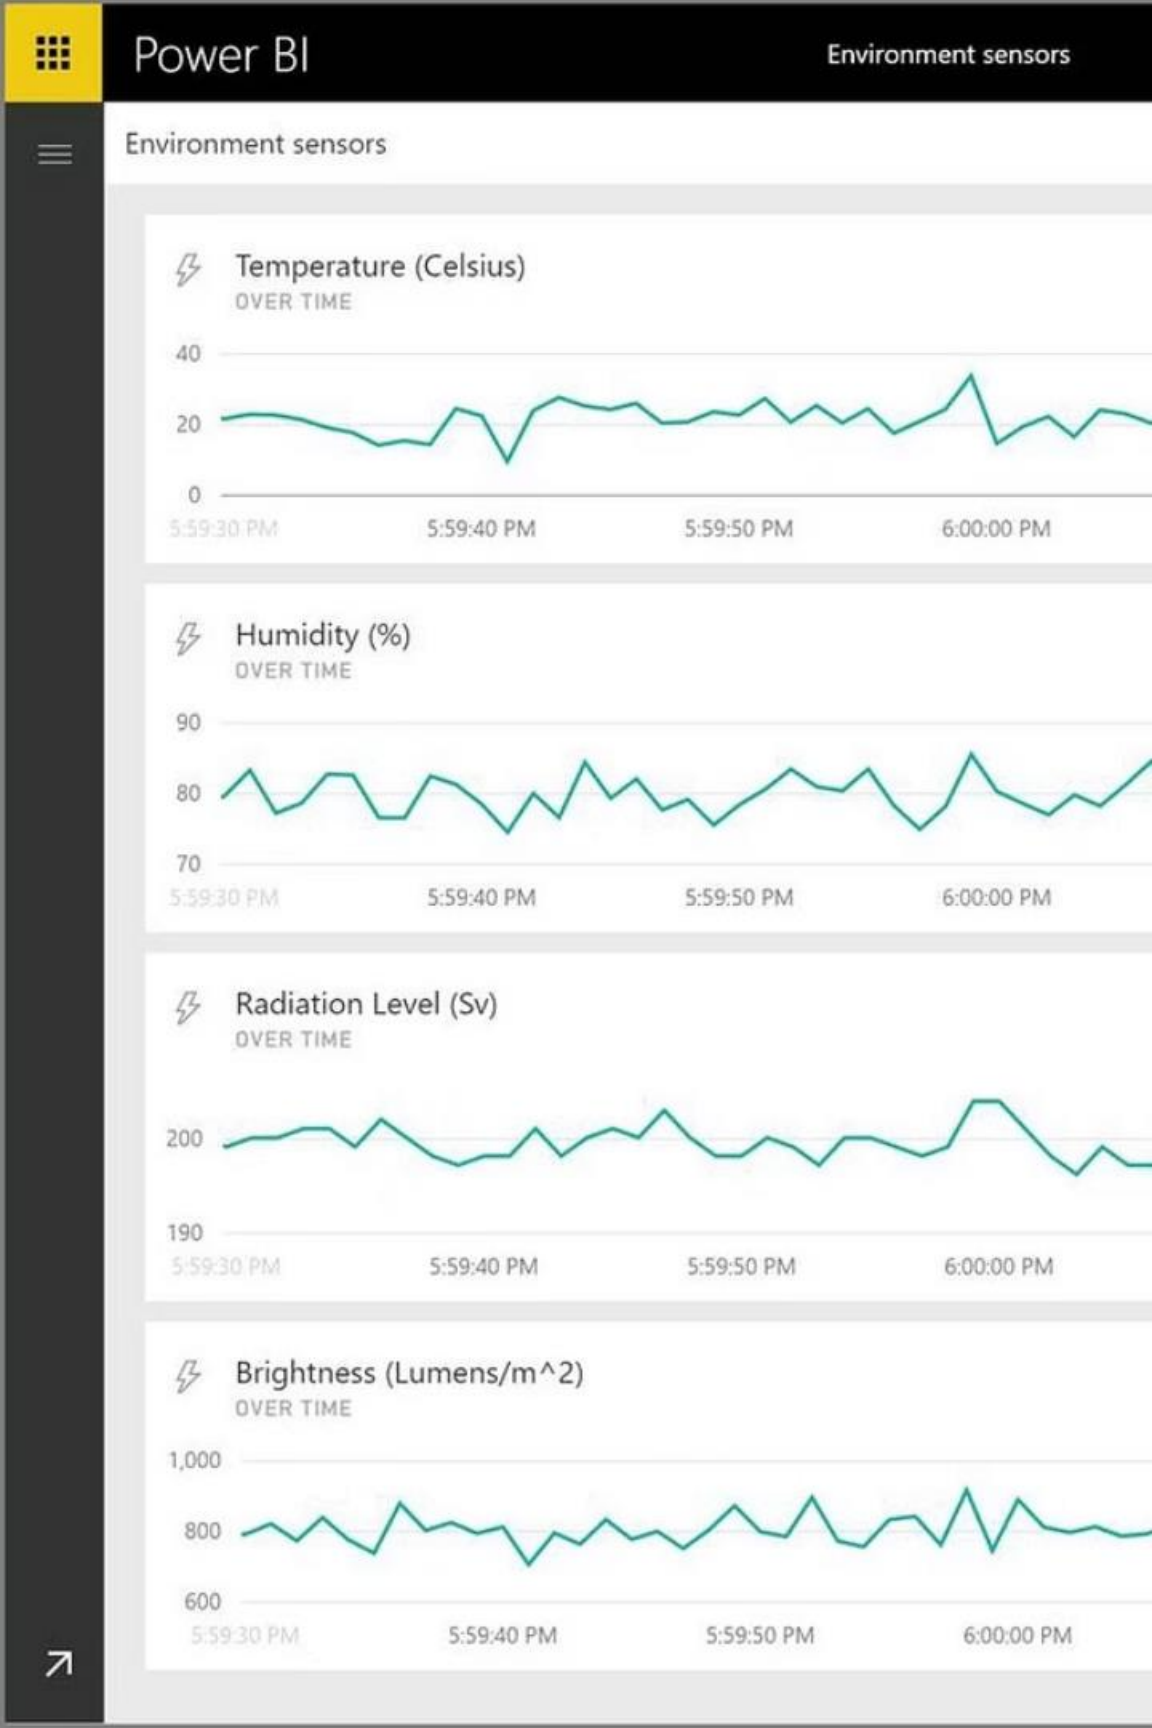 Power BI
Environment sensors
Environment sensors
Temperature (Celsius)
OVER TIME
40
20
0
5:59:30 PM 5:59:40 PM 5:59:50 PM 6:00:00 PM
Humidity (%)
OVER TIME
90
80
70
5:59:30 PM 5:59:40 PM 5:59:50 PM 6:00:00 PM
Radiation Level (Sv)
OVER TIME
200
190
5:59:30 PM 5:59:40 PM 5:59:50 PM 6:00:00 PM
Brightness (Lumens/m^2)
OVER TIME
1,000
800
600
5:59:30 PM 5:59:40 PM 5:59:50 PM 6:00:00 PM